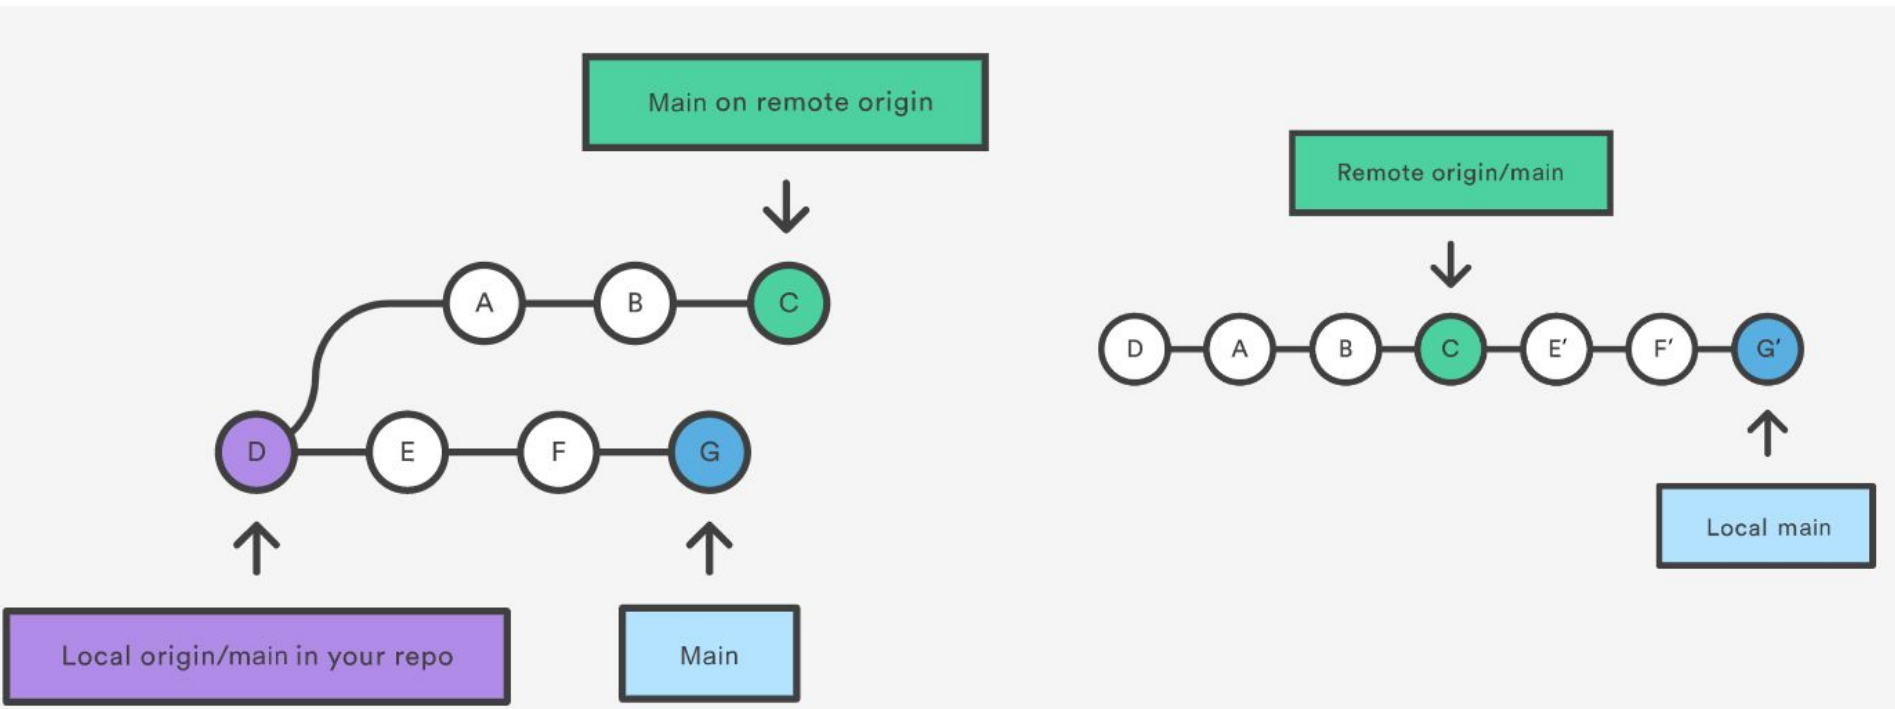 Main on remote origin
A B C
D E F G
Local origin/main in your repo
Main
Remote origin/main
D A B C E′ F′ G′
Local main